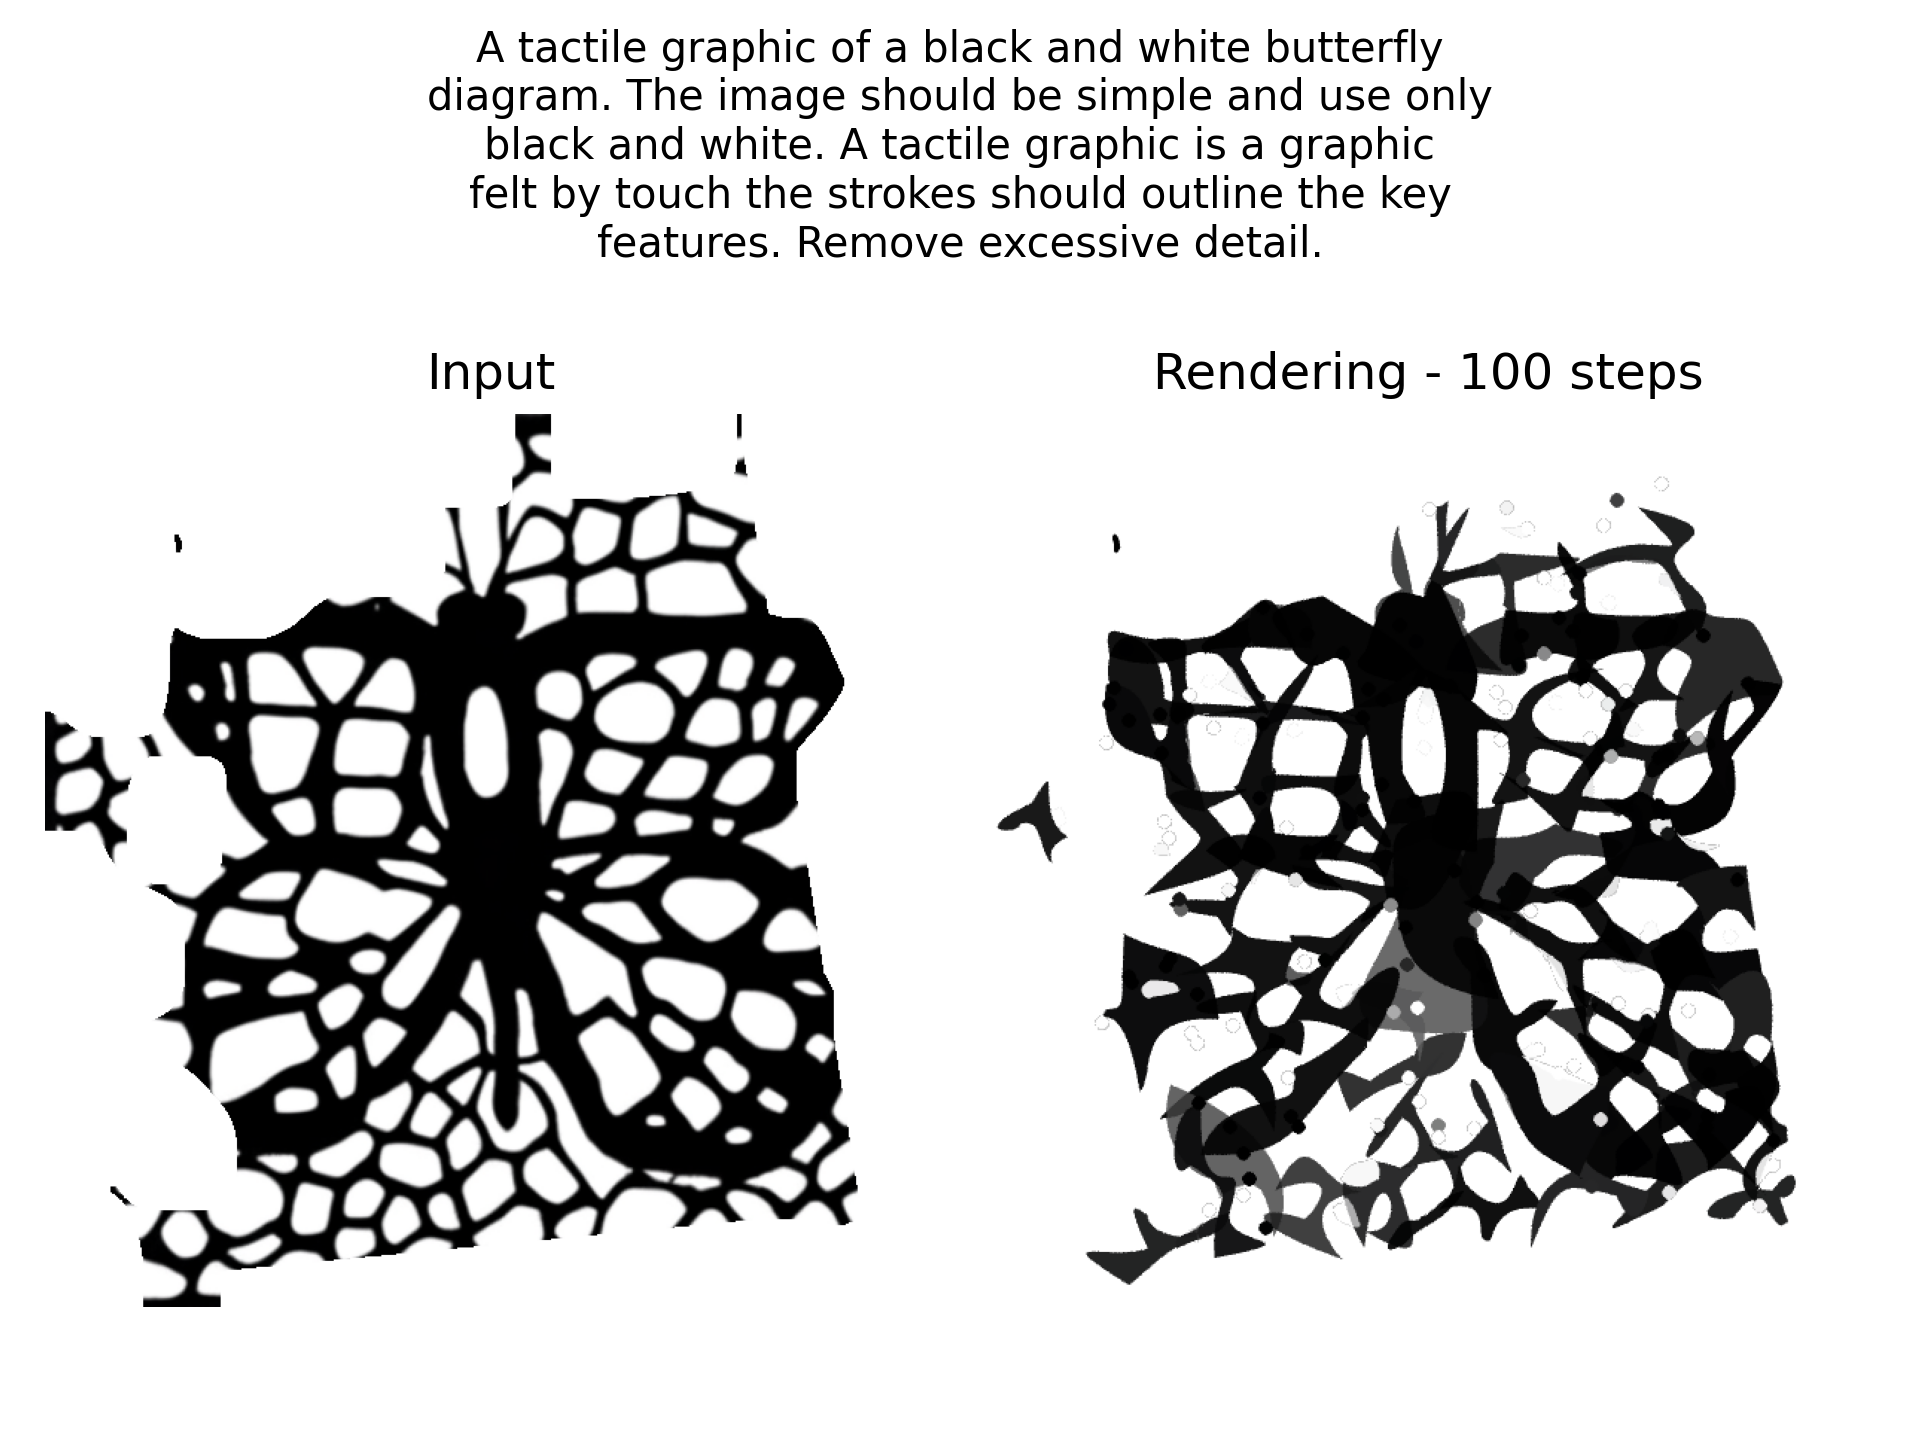 A tactile graphic of a black and white butterfly
diagram. The image should be simple and use only
black and white. A tactile graphic is a graphic
felt by touch the strokes should outline the key
features. Remove excessive detail.
Input
Rendering - 100 steps